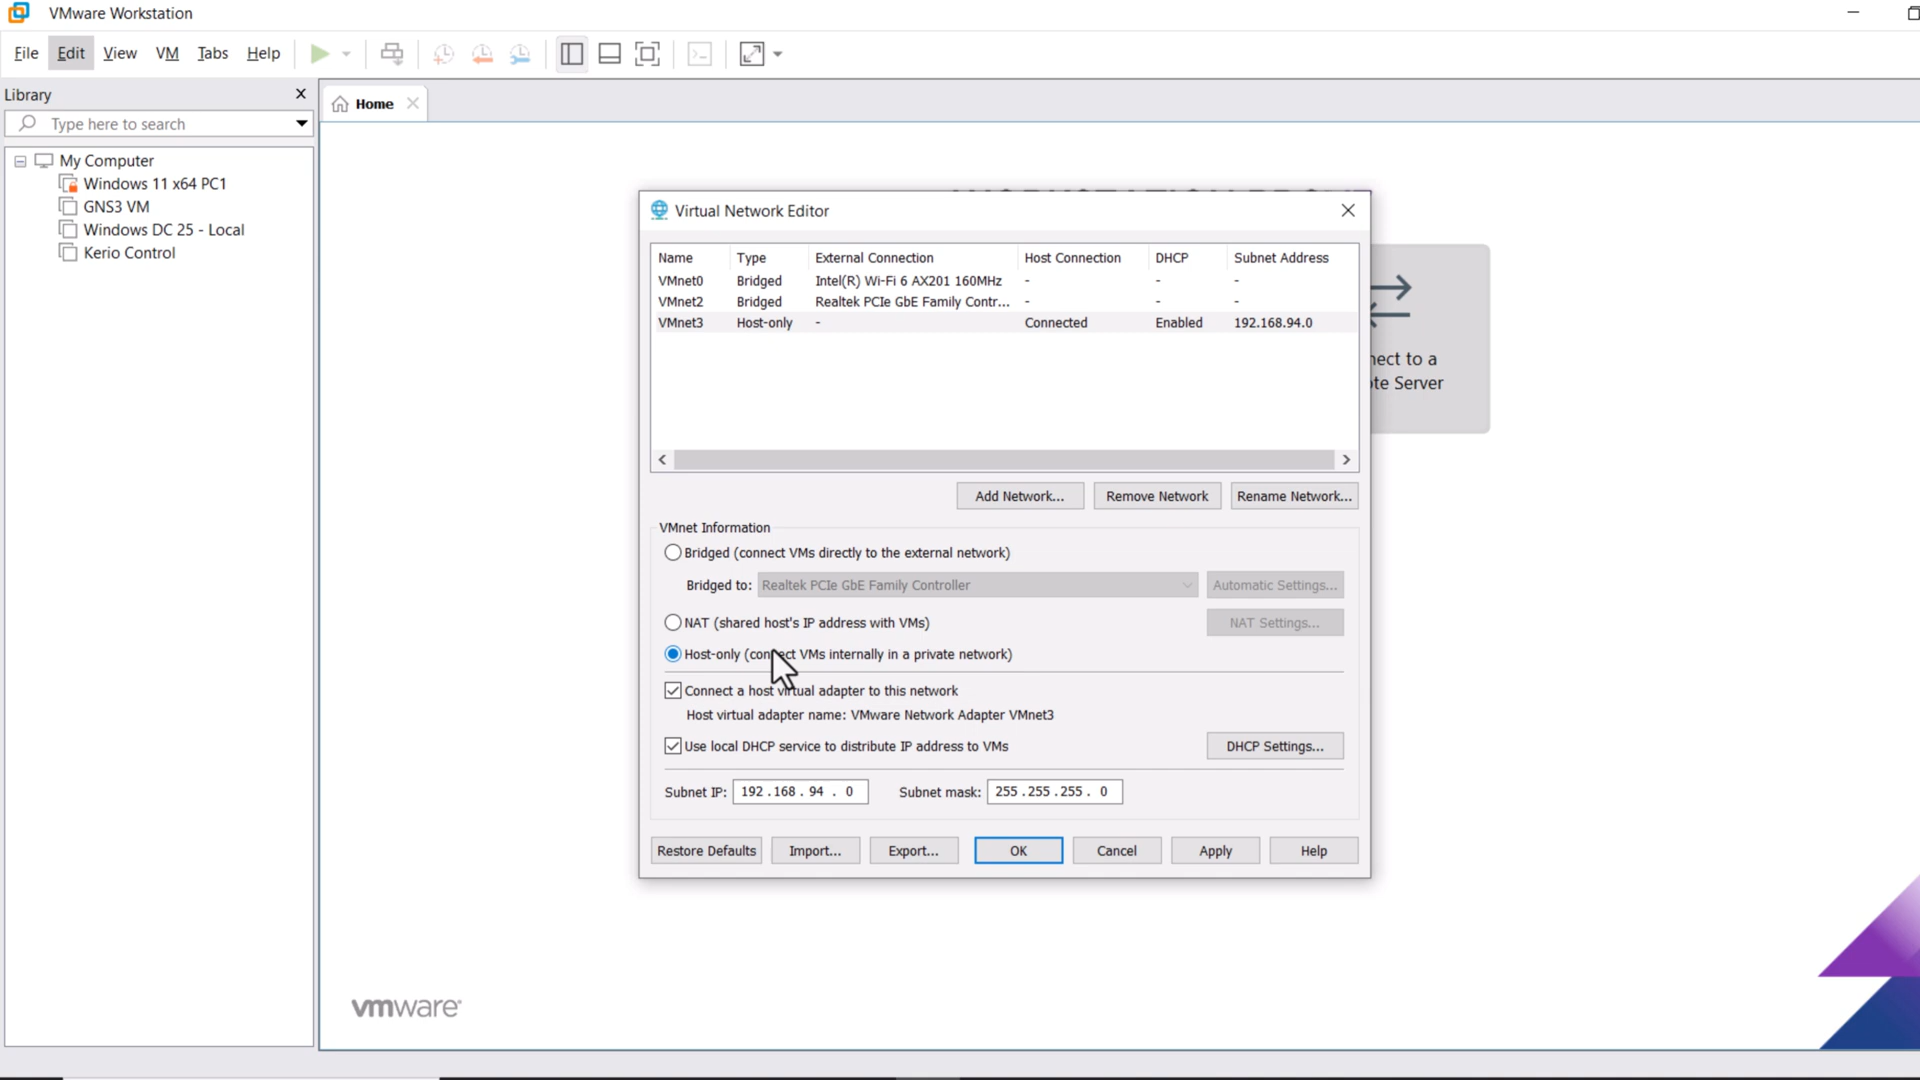 VMware Workstation
File Edit View VM Tabs Help
Library
Home
Type here to search
My Computer
Windows 11 x64 PC1
GNS3 VM
Windows DC 25 - Local
Kerio Control
Virtual Network Editor
Name Type External Connection Host Connection DHCP Subnet Address
VMnet0 Bridged Intel(R) Wi-Fi 6 AX201 160MHz - - -
VMnet2 Bridged Realtek PCIe GbE Family Contr... - - -
VMnet3 Host-only - Connected Enabled 192.168.94.0
Add Network... Remove Network Rename Network...
VMnet Information
Bridged (connect VMs directly to the external network)
Bridged to: Realtek PCIe GbE Family Controller Automatic Settings...
NAT (shared host's IP address with VMs) NAT Settings...
Host-only (connect VMs internally in a private network)
Connect a host virtual adapter to this network
Host virtual adapter name: VMware Network Adapter VMnet3
Use local DHCP service to distribute IP address to VMs DHCP Settings...
Subnet IP: 192 .168 . 94 . 0 Subnet mask: 255 .255 .255 . 0
Restore Defaults Import... Export... OK Cancel Apply Help
to a
Server
vmware